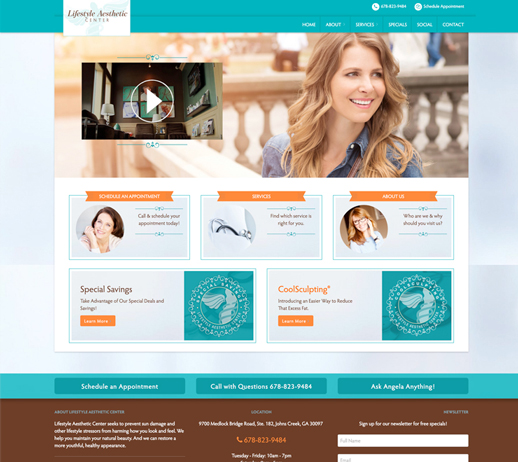 Lifestyle Aesthetic
CENTER
678-823-9484 Schedule Appointment
HOME ABOUT SERVICES SPECIALS SOCIAL CONTACT
SCHEDULE AN APPOINTMENT
Call & schedule your
appointment today!
SERVICES
Find which service is
right for you.
ABOUT US
Who are we & why
should you visit us?
Special Savings
Take Advantage of Our Special Deals and
Savings!
Learn More
CoolSculpting®
Introducing an Easier Way to Reduce
That Excess Fat.
Learn More
Schedule an Appointment
Call with Questions 678-823-9484
Ask Angela Anything!
ABOUT LIFESTYLE AESTHETIC CENTER
Lifestyle Aesthetic Center seeks to prevent sun damage and
other lifestyle stressors from harming how you look and feel. We
help you maintain your natural beauty. And we can restore a
more youthful, healthy appearance.
LOCATION
9700 Medlock Bridge Road, Ste. 182, Johns Creek, GA 30097
678-823-9484
Tuesday - Friday: 10am - 7pm
NEWSLETTER
Sign up for our newsletter for free specials!
Full Name
Email